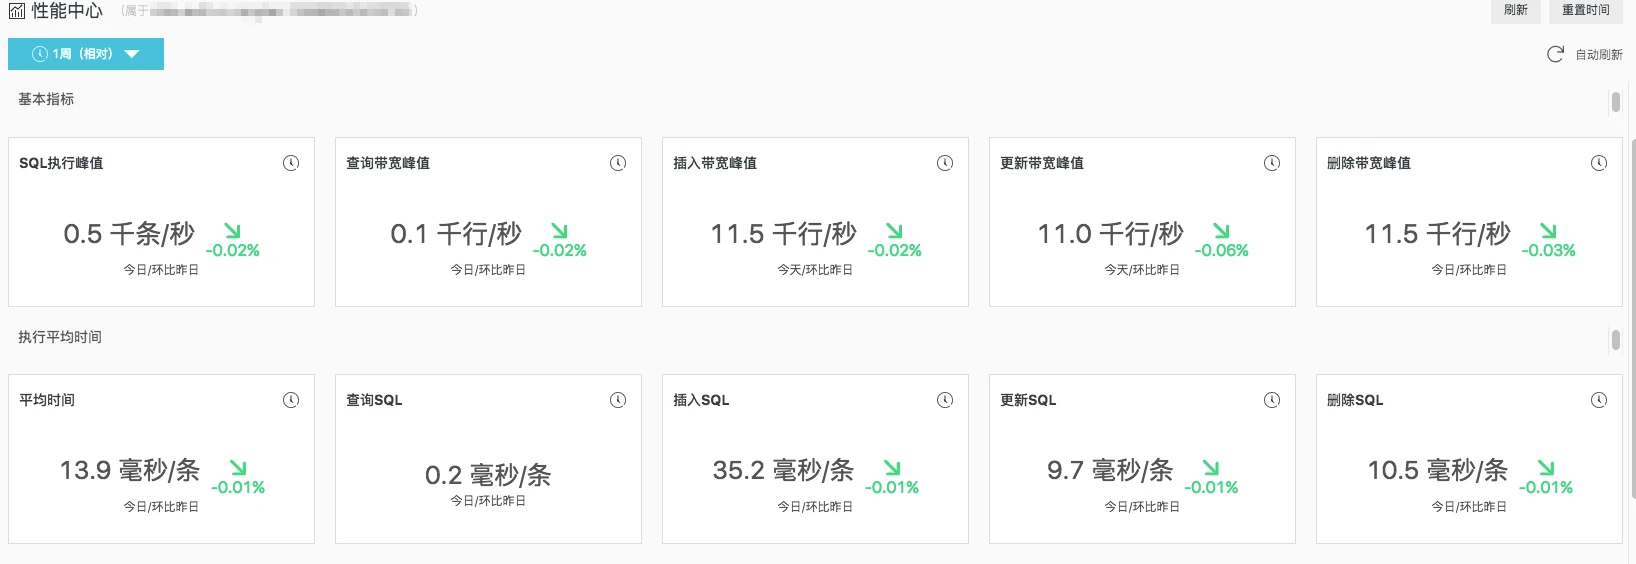 性能中心 （属于 ）
刷新 重置时间
1周（相对）
自动刷新
基本指标
SQL执行峰值
0.5 千条/秒
-0.02%
今日/环比昨日
查询带宽峰值
0.1 千行/秒
-0.02%
今日/环比昨日
插入带宽峰值
11.5 千行/秒
-0.02%
今天/环比昨日
更新带宽峰值
11.0 千行/秒
-0.06%
今天/环比昨日
删除带宽峰值
11.5 千行/秒
-0.03%
今日/环比昨日
执行平均时间
平均时间
13.9 毫秒/条
-0.01%
今日/环比昨日
查询SQL
0.2 毫秒/条
今日/环比昨日
插入SQL
35.2 毫秒/条
-0.01%
今日/环比昨日
更新SQL
9.7 毫秒/条
-0.01%
今日/环比昨日
删除SQL
10.5 毫秒/条
-0.01%
今日/环比昨日